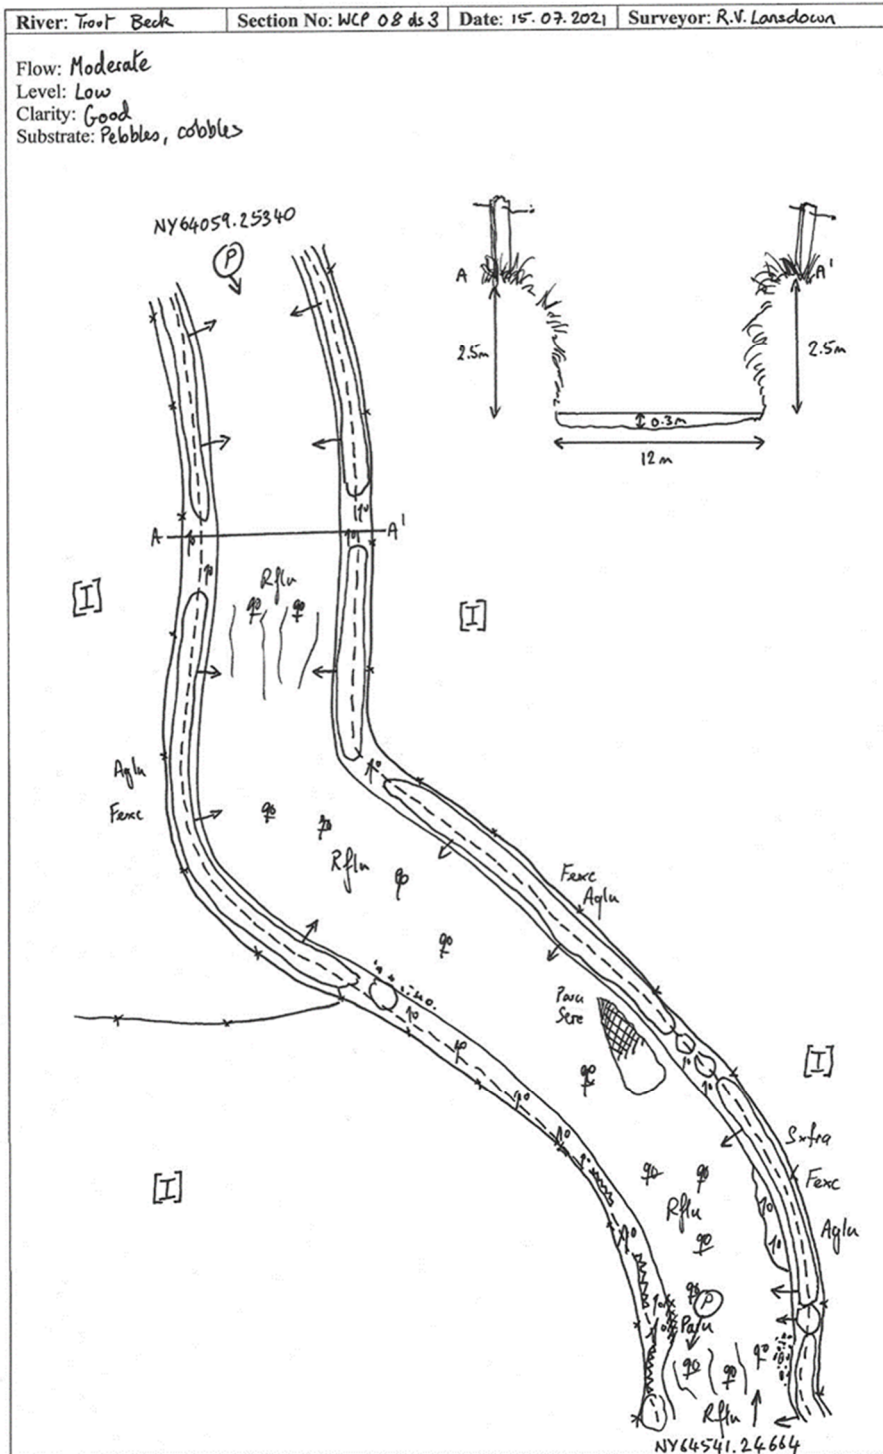 River: Trout Beck Section No: WCP 08 ds 3 Date: 15.07.2021 Surveyor: R.V. Lansdown
Flow: Moderate
Level: Low
Clarity: Good
Substrate: Pebbles, cobbles
NY64059.25340
P
A A'
2.5m 2.5m
0.3m
12m
A A'
Rflu
[I] [I]
Aglu
Fexc
Rflu
Fexc
Aglu
Paru
Sere
[I]
Sxfra
[I]
Fexc
Rflu
Aglu
P
Paru
Rflu
NY64541.24664